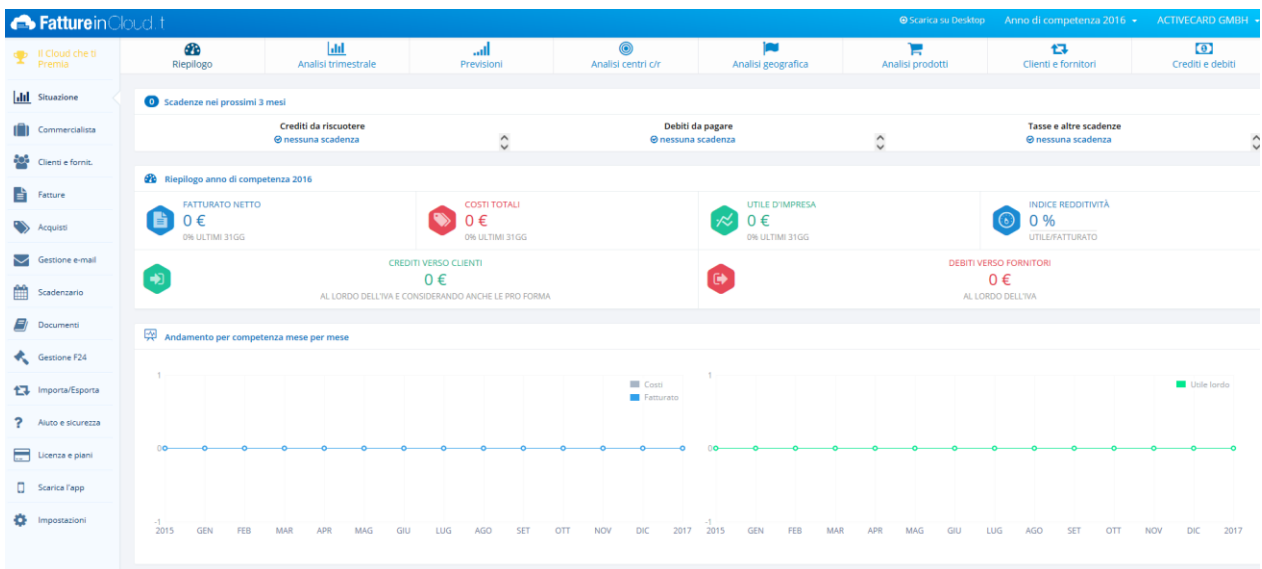 FattureinCloud.it
Scarica su Desktop
Anno di competenza 2016
ACTIVECARD GMBH
Il Cloud che ti
Premia
Riepilogo
Analisi trimestrale
Previsioni
Analisi centri c/r
Analisi geografica
Analisi prodotti
Clienti e fornitori
Crediti e debiti
Situazione
Commercialista
Clienti e fornit.
Fatture
Acquisti
Gestione e-mail
Scadenzario
Documenti
Gestione F24
Importa/Esporta
Aiuto e sicurezza
Licenza e piani
Scarica l'app
Impostazioni
0 Scadenze nei prossimi 3 mesi
Crediti da riscuotere
nessuna scadenza
Debiti da pagare
nessuna scadenza
Tasse e altre scadenze
nessuna scadenza
Riepilogo anno di competenza 2016
FATTURATO NETTO
0 €
0% ULTIMI 31GG
COSTI TOTALI
0 €
0% ULTIMI 31GG
UTILE D'IMPRESA
0 €
0% ULTIMI 31GG
INDICE REDDITIVITÀ
0 %
UTILE/FATTURATO
CREDITI VERSO CLIENTI
0 €
AL LORDO DELL'IVA E CONSIDERANDO ANCHE LE PRO FORMA
DEBITI VERSO FORNITORI
0 €
AL LORDO DELL'IVA
Andamento per competenza mese per mese
1
Costi
Fatturato
0
-1
2015 GEN FEB MAR APR MAG GIU LUG AGO SET OTT NOV DIC 2017
1
Utile lordo
0
-1
2015 GEN FEB MAR APR MAG GIU LUG AGO SET OTT NOV DIC 2017